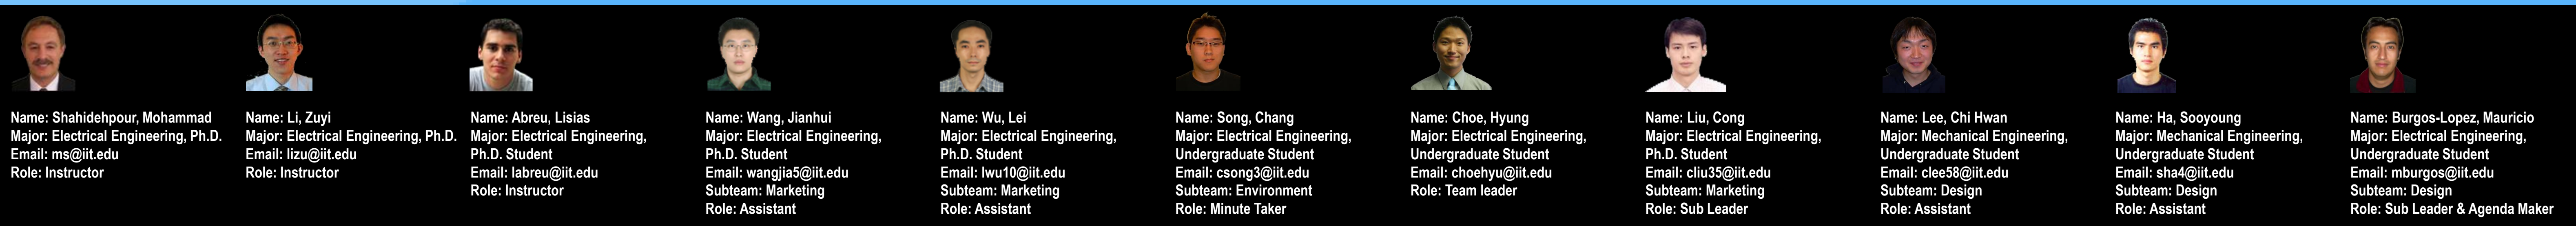 Name: Shahidehpour, Mohammad
Major: Electrical Engineering, Ph.D.
Email: ms@iit.edu
Role: Instructor
Name: Li, Zuyi
Major: Electrical Engineering, Ph.D.
Email: lizu@iit.edu
Role: Instructor
Name: Abreu, Lisias
Major: Electrical Engineering,
Ph.D. Student
Email: labreu@iit.edu
Role: Instructor
Name: Wang, Jianhui
Major: Electrical Engineering,
Ph.D. Student
Email: wangjia5@iit.edu
Subteam: Marketing
Role: Assistant
Name: Wu, Lei
Major: Electrical Engineering,
Ph.D. Student
Email: lwu10@iit.edu
Subteam: Marketing
Role: Assistant
Name: Song, Chang
Major: Electrical Engineering,
Undergraduate Student
Email: csong3@iit.edu
Subteam: Environment
Role: Minute Taker
Name: Choe, Hyung
Major: Electrical Engineering,
Undergraduate Student
Email: choehyu@iit.edu
Role: Team leader
Name: Liu, Cong
Major: Electrical Engineering,
Ph.D. Student
Email: cliu35@iit.edu
Subteam: Marketing
Role: Sub Leader
Name: Lee, Chi Hwan
Major: Mechanical Engineering,
Undergraduate Student
Email: clee58@iit.edu
Subteam: Design
Role: Assistant
Name: Ha, Sooyoung
Major: Mechanical Engineering,
Undergraduate Student
Email: sha4@iit.edu
Subteam: Design
Role: Assistant
Name: Burgos-Lopez, Mauricio
Major: Electrical Engineering,
Undergraduate Student
Email: mburgos@iit.edu
Subteam: Design
Role: Sub Leader & Agenda Maker